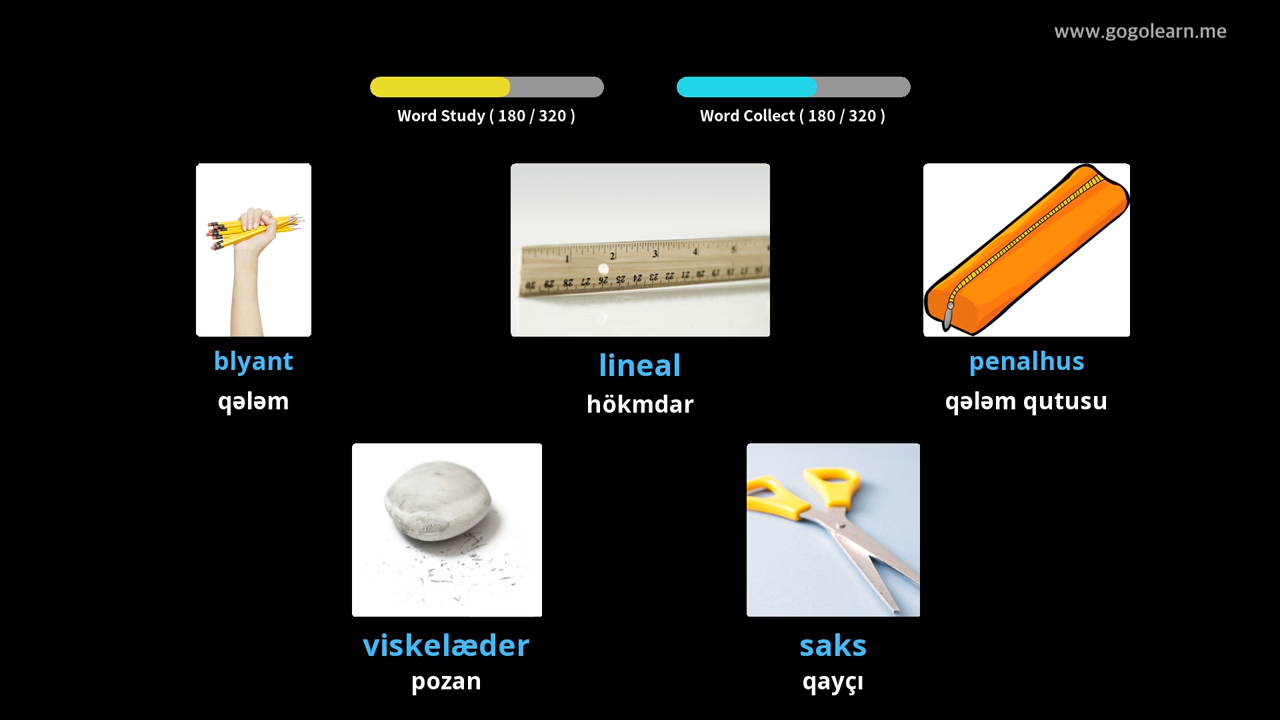 www.gogolearn.me
Word Study ( 180 / 320 )
Word Collect ( 180 / 320 )
blyant
qələm
lineal
hökmdar
penalhus
qələm qutusu
viskelæder
pozan
saks
qayçı